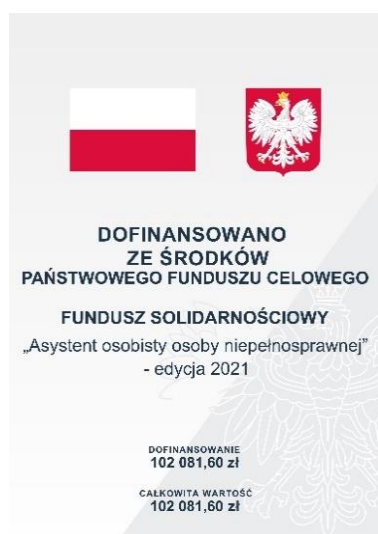 DOFINANSOWANO
ZE ŚRODKÓW
PAŃSTWOWEGO FUNDUSZU CELOWEGO
FUNDUSZ SOLIDARNOŚCIOWY
„Asystent osobisty osoby niepełnosprawnej”
- edycja 2021
DOFINANSOWANIE
102 081,60 zł
CAŁKOWITA WARTOŚĆ
102 081,60 zł